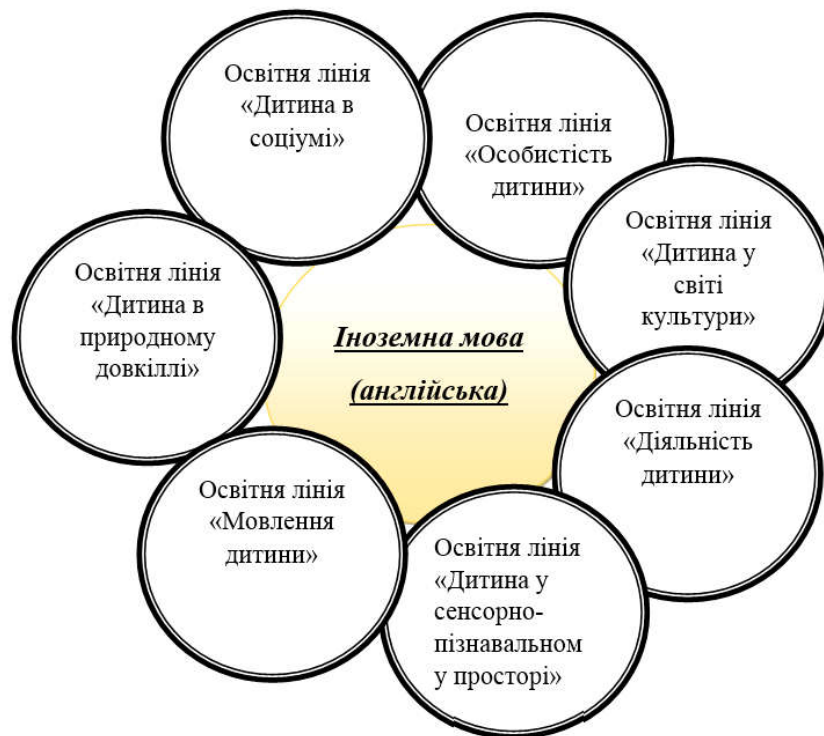 Освітня лінія
«Дитина в
соціумі»
Освітня лінія
«Особистість
дитини»
Освітня лінія
«Дитина у
світі
культури»
Освітня лінія
«Дитина в
природному
довкіллі»
Іноземна мова
(англійська)
Освітня лінія
«Діяльність
дитини»
Освітня лінія
«Мовлення
дитини»
Освітня лінія
«Дитина у
сенсорно-
пізнавальном
у просторі»